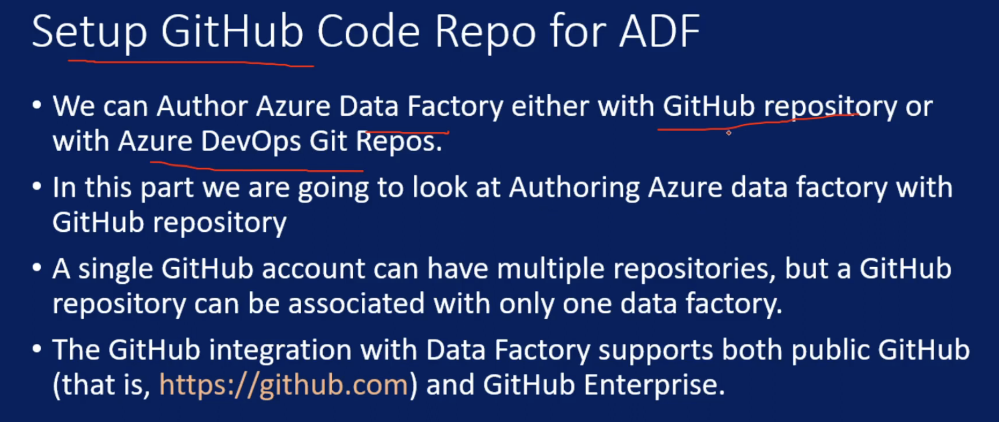 Setup GitHub Code Repo for ADF
• We can Author Azure Data Factory either with GitHub repository or
with Azure DevOps Git Repos.
• In this part we are going to look at Authoring Azure data factory with
GitHub repository
• A single GitHub account can have multiple repositories, but a GitHub
repository can be associated with only one data factory.
• The GitHub integration with Data Factory supports both public GitHub
(that is, https://github.com) and GitHub Enterprise.